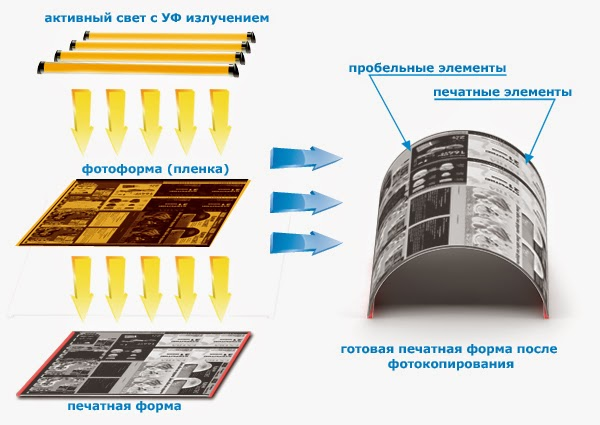 активный свет с УФ излучением
фотоформа (пленка)
печатная форма
пробельные элементы
печатные элементы
готовая печатная форма после
фотокопирования